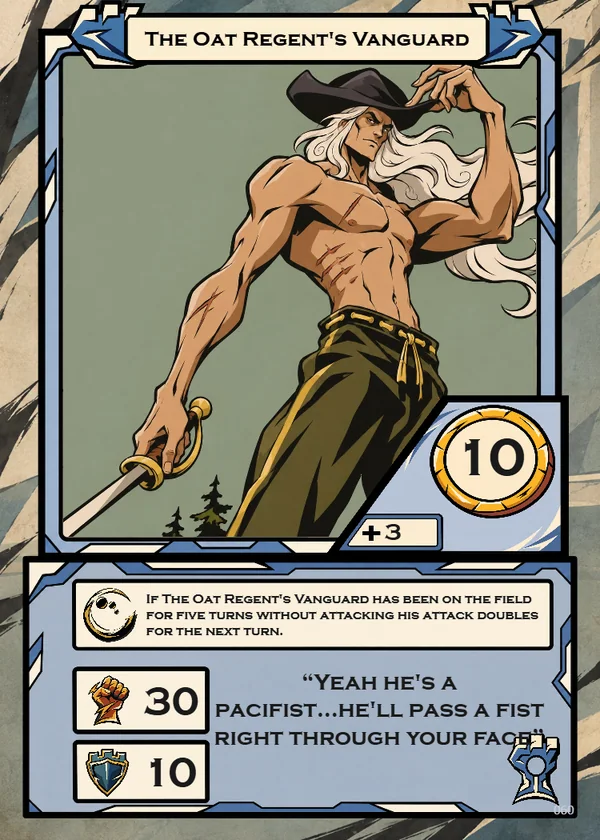 The Oat Regent's Vanguard
10
+3
If The Oat Regent's Vanguard has been on the field
for five turns without attacking his attack doubles
for the next turn.
30
10
“Yeah he's a
pacifist...he'll pass a fist
right through your face”
060